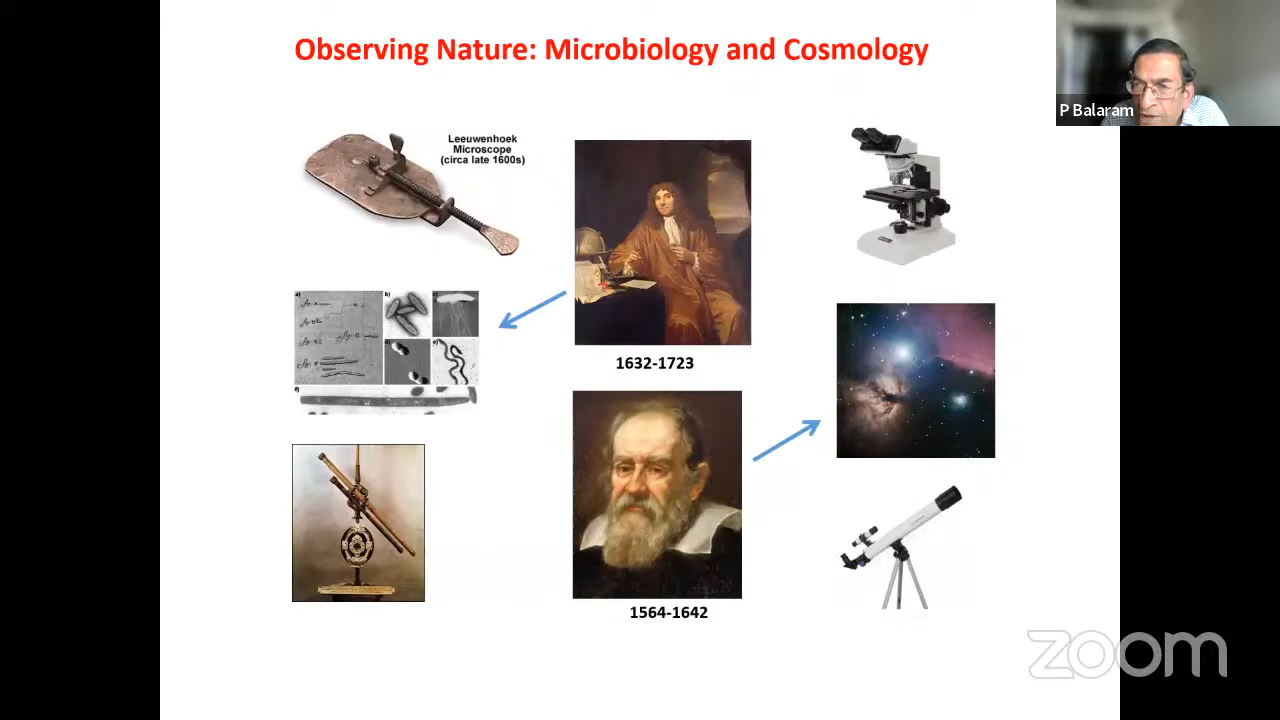 Observing Nature: Microbiology and Cosmology
P Balaram
Leeuwenhoek
Microscope
(circa late 1600s)
a)
b)
1632-1723
1564-1642
zoom